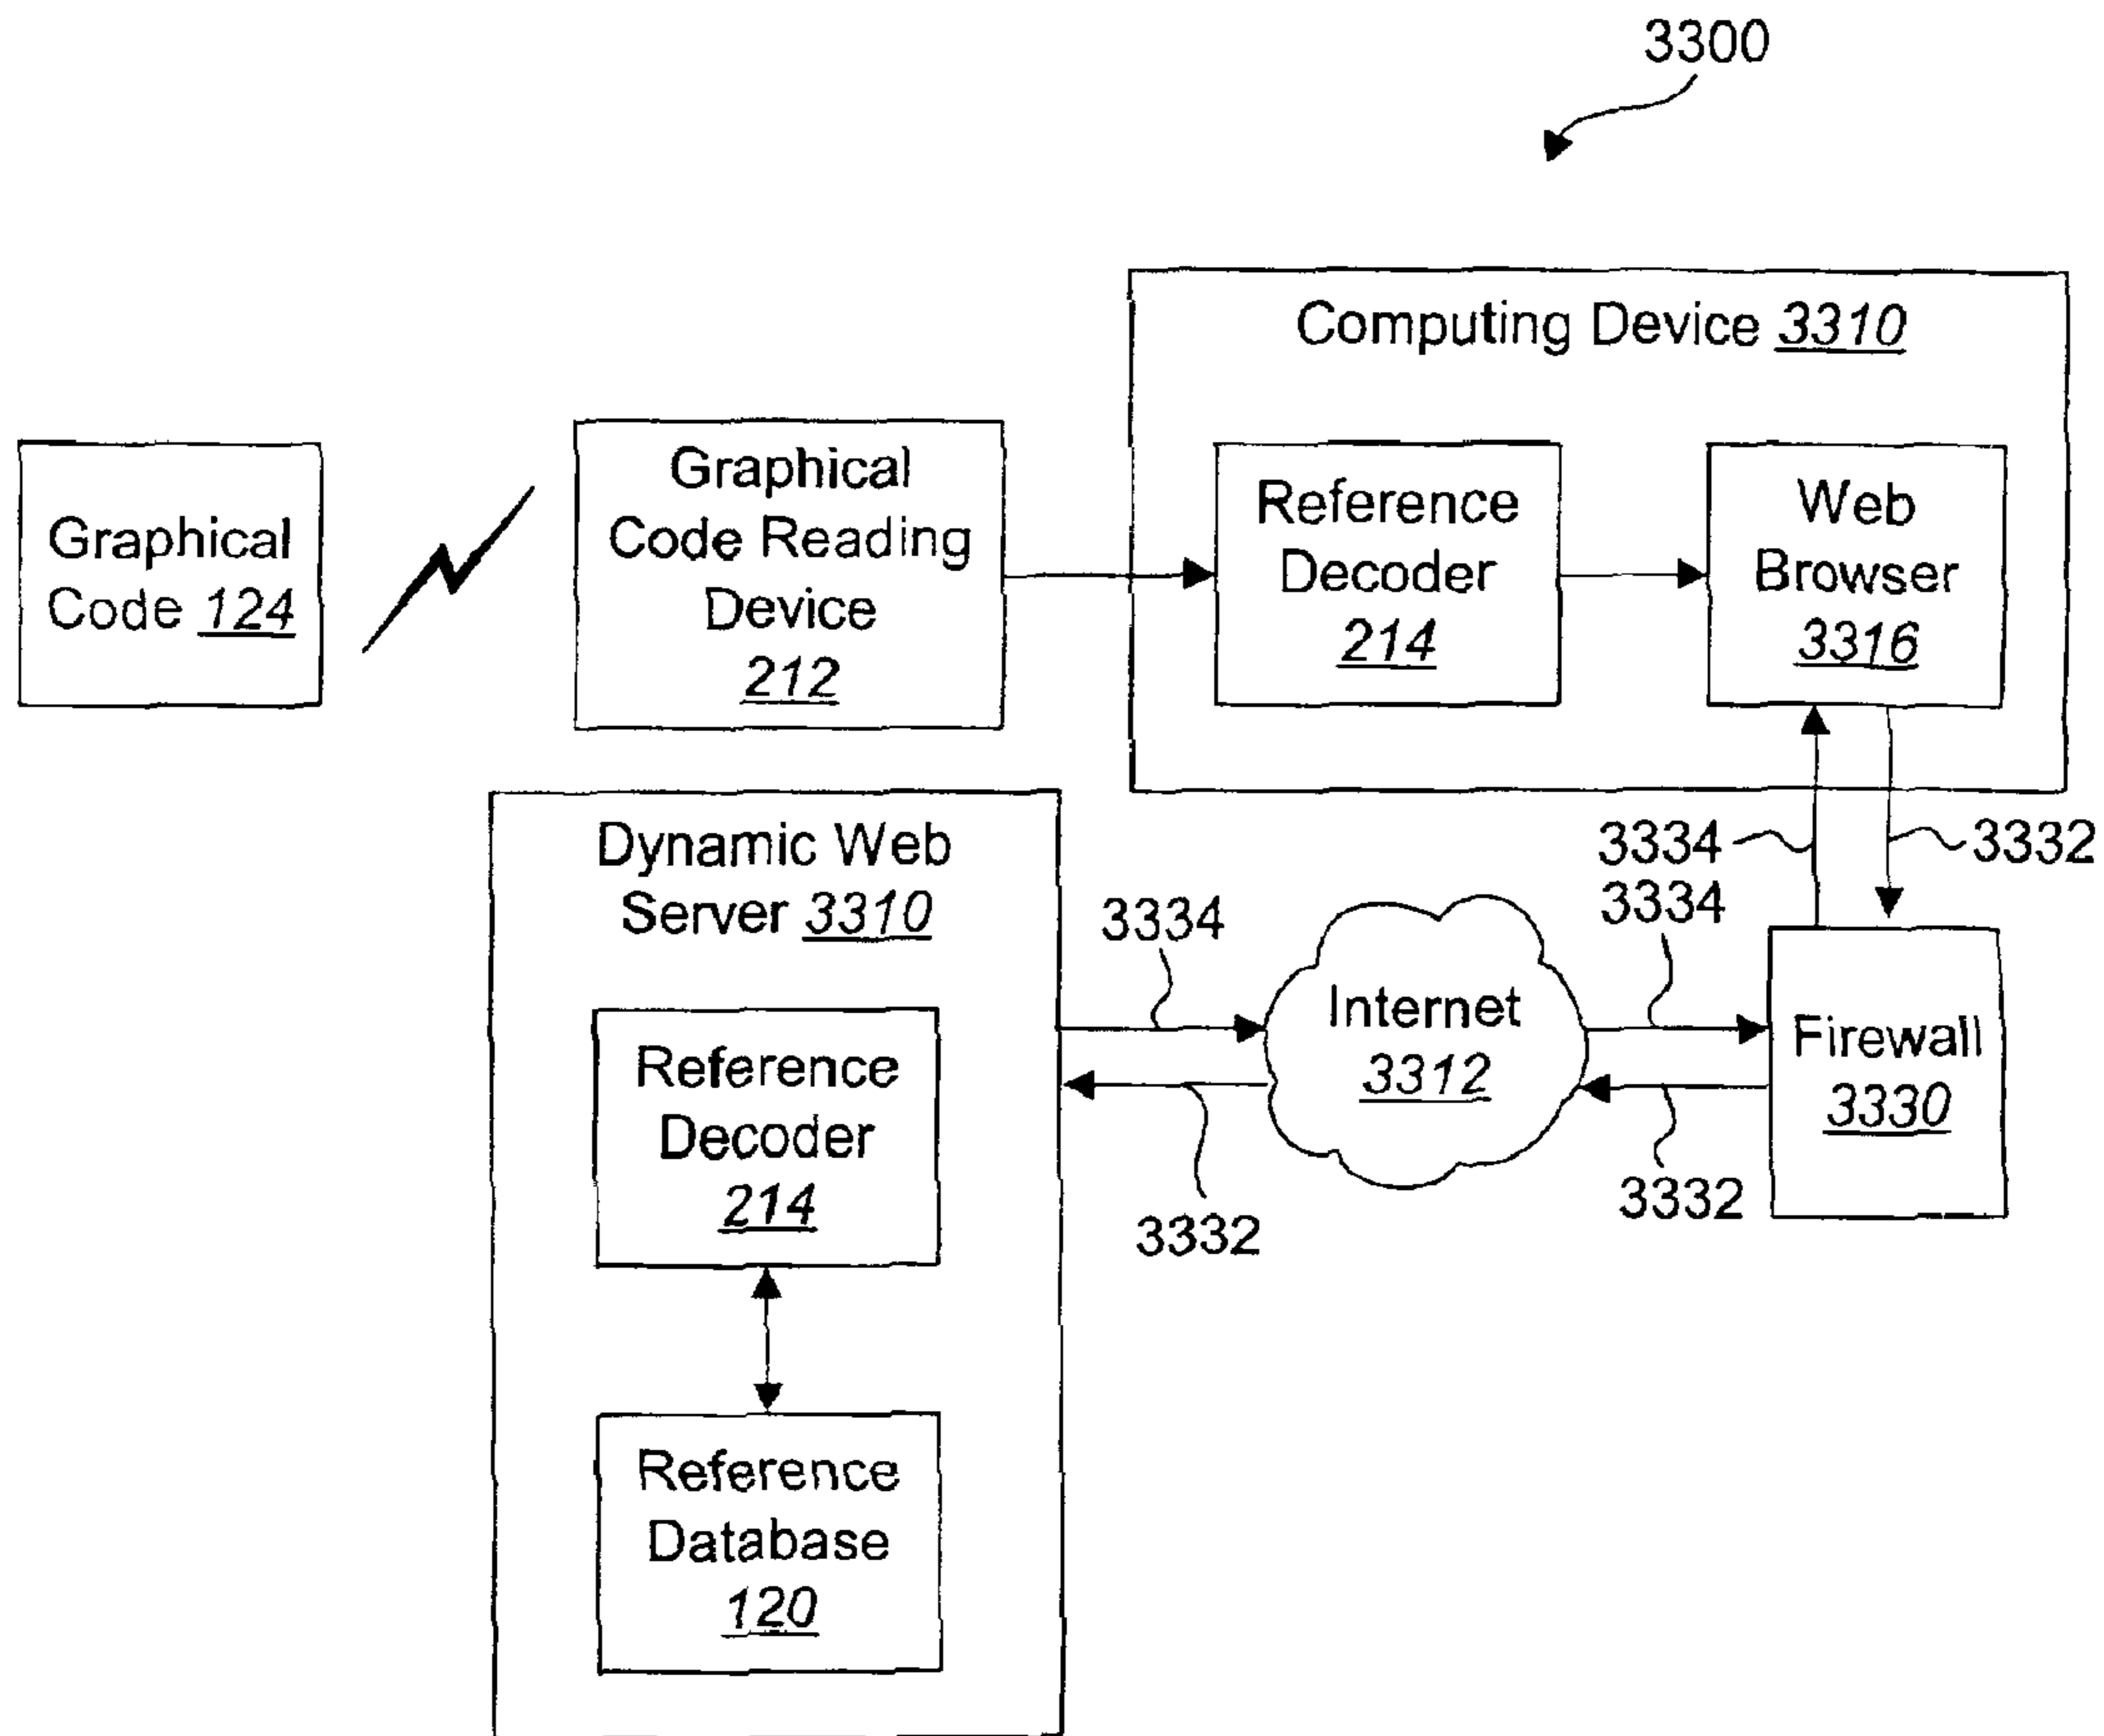 3300
Computing Device 3310
Graphical
Code 124
Graphical
Code Reading
Device
212
Reference
Decoder
214
Web
Browser
3316
3334
3332
Dynamic Web
Server 3310
3334
3334
Internet
3312
Firewall
3330
Reference
Decoder
214
3332
3332
Reference
Database
120